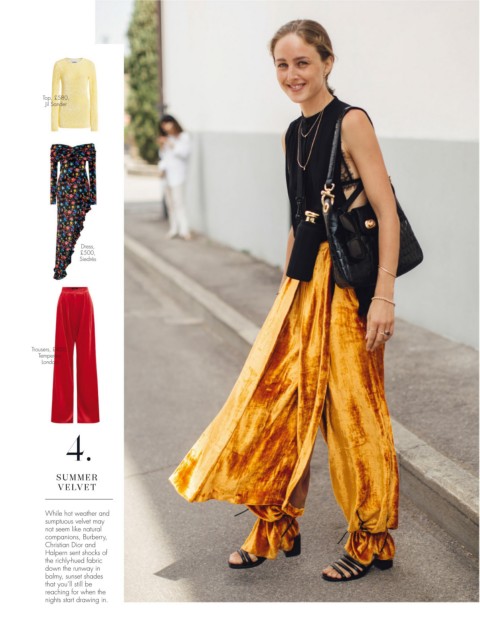 Top, £580,
Jil Sander
Dress,
£500,
Saloni
Trousers,
4.
SUMMER
VELVET
While hot weather and
sumptuous velvet may
not seem like natural
companions, Burberry,
Christian Dior and
Halpern sent shocks of
the richly-hued fabric
down the runway in
balmy, sunset shades
that you'll still be
reaching for when the
nights start drawing in.